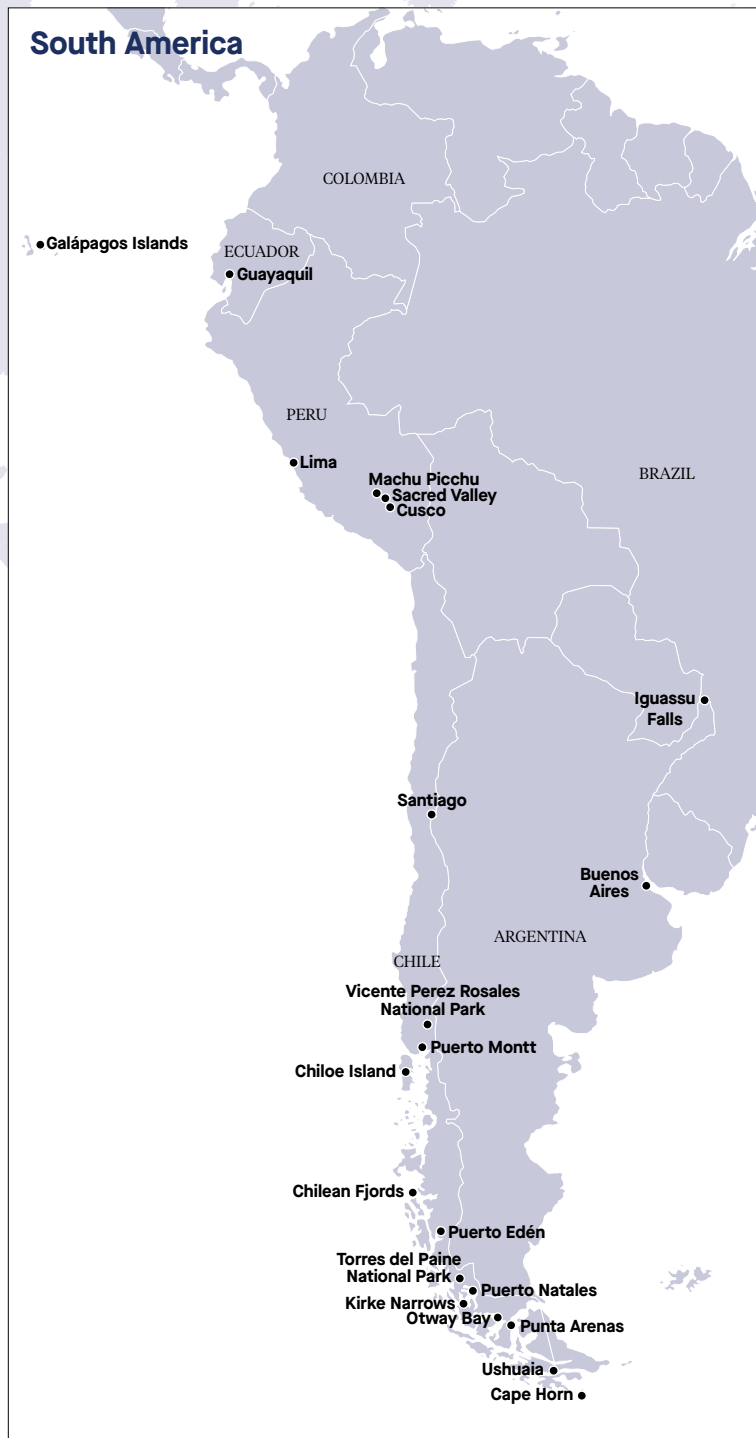 South America
COLOMBIA
Galápagos Islands
ECUADOR
Guayaquil
PERU
Lima
Machu Picchu
Sacred Valley
Cusco
BRAZIL
Iguassu
Falls
Santiago
Buenos
Aires
ARGENTINA
CHILE
Vicente Perez Rosales
National Park
Puerto Montt
Chiloe Island
Chilean Fjords
Puerto Edén
Torres del Paine
National Park
Puerto Natales
Kirke Narrows
Otway Bay
Punta Arenas
Ushuaia
Cape Horn